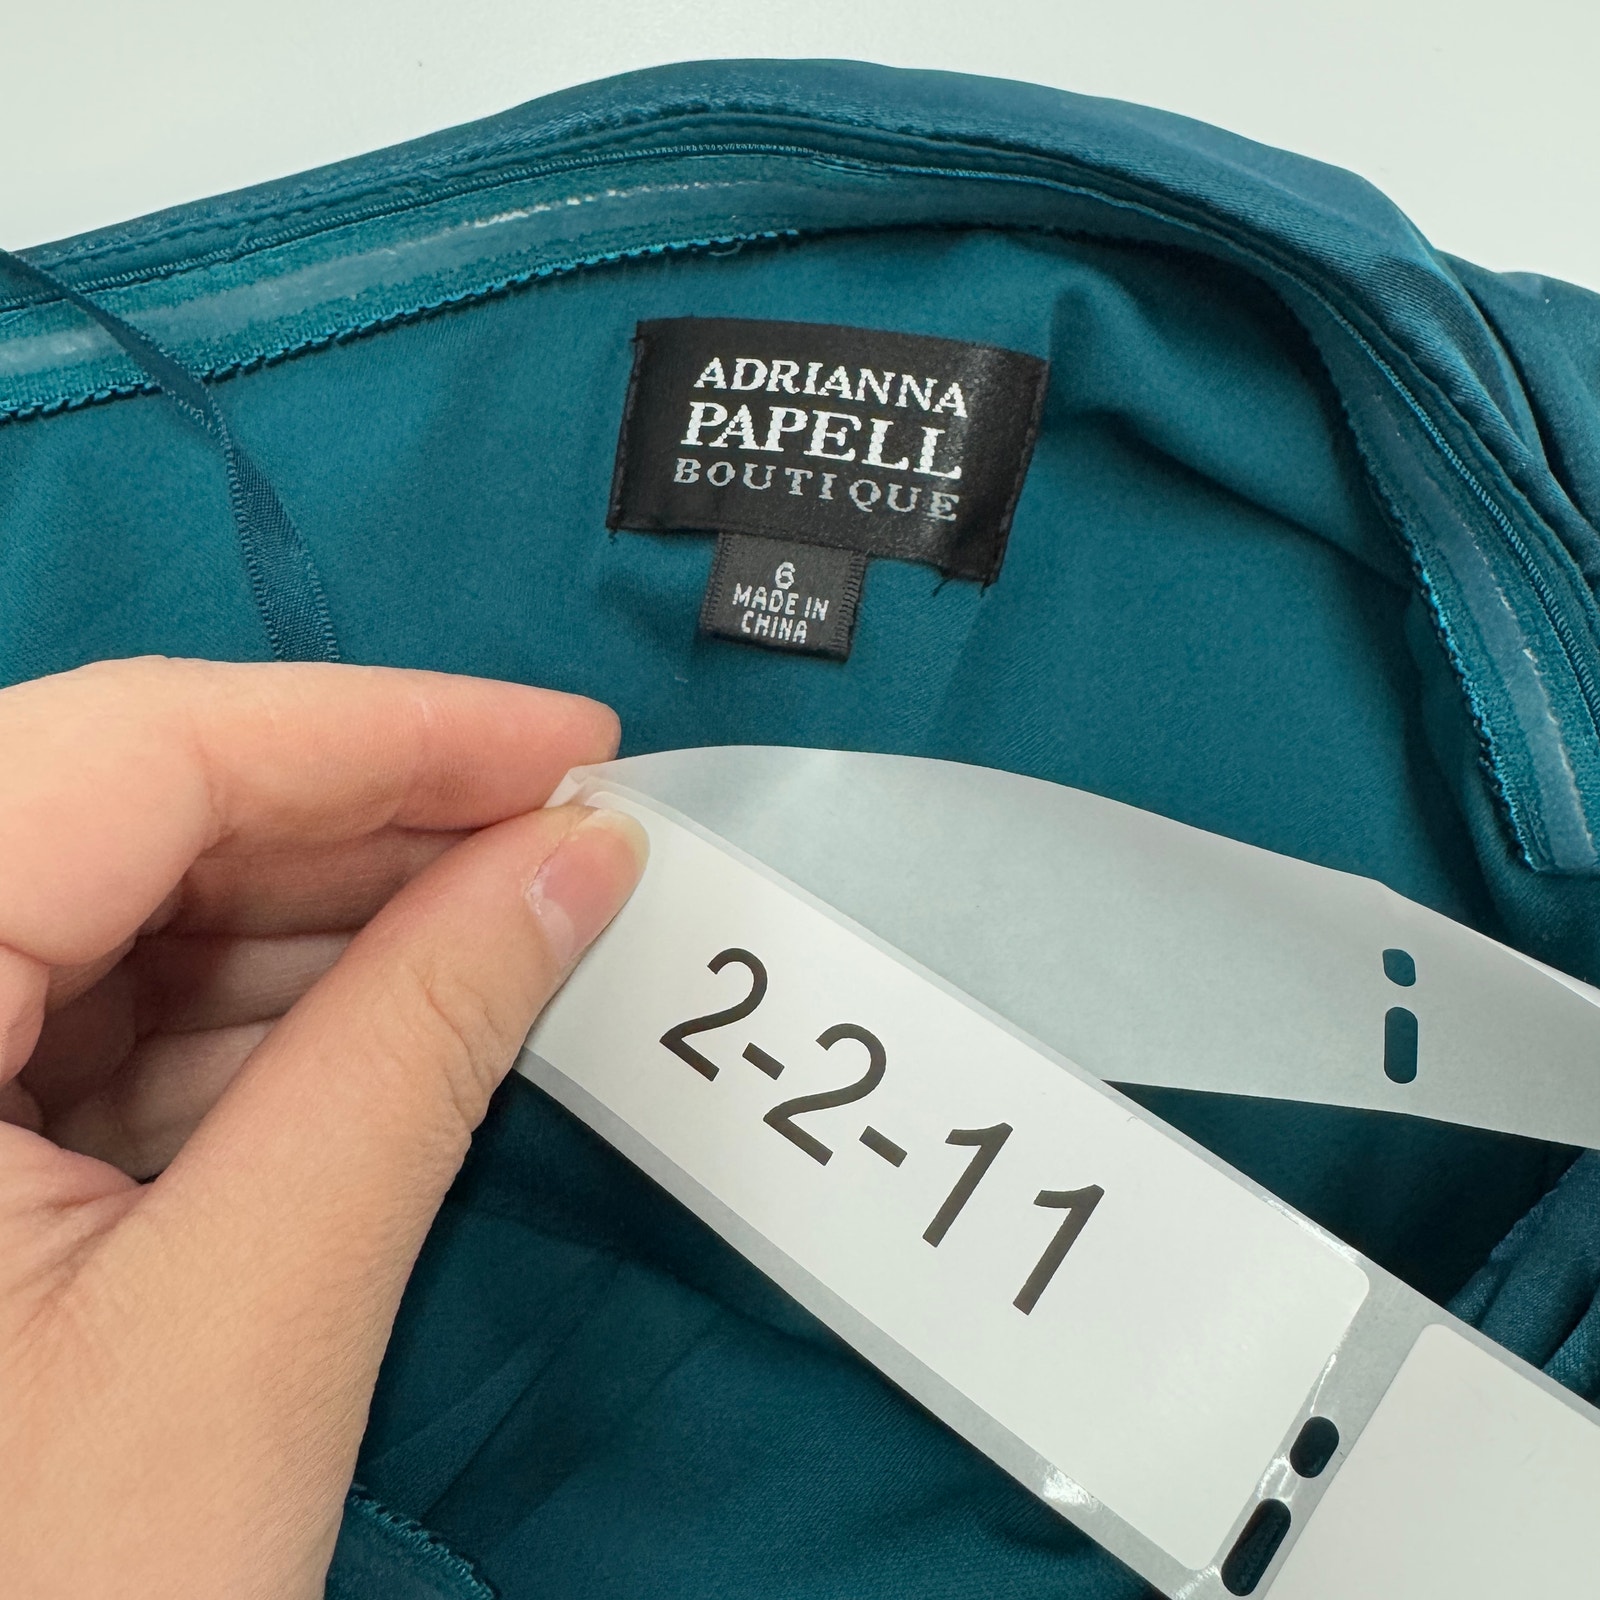 ADRIANNA
PAPELL
BOUTIQUE
6
MADE IN
CHINA
2-2-11